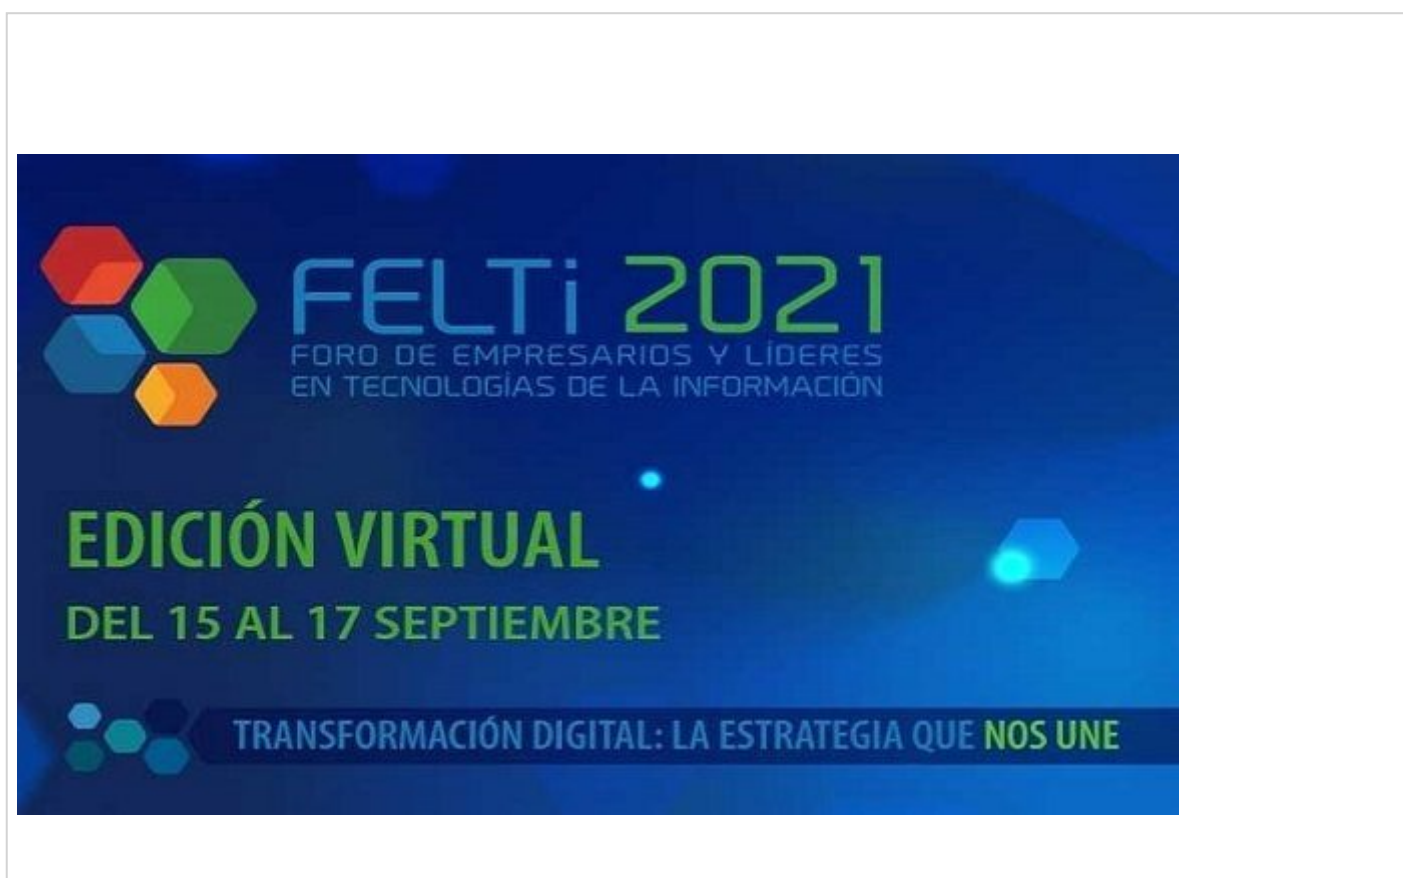 FELTi 2021
FORO DE EMPRESARIOS Y LÍDERES
EN TECNOLOGÍAS DE LA INFORMACIÓN
EDICIÓN VIRTUAL
DEL 15 AL 17 SEPTIEMBRE
TRANSFORMACIÓN DIGITAL: LA ESTRATEGIA QUE NOS UNE